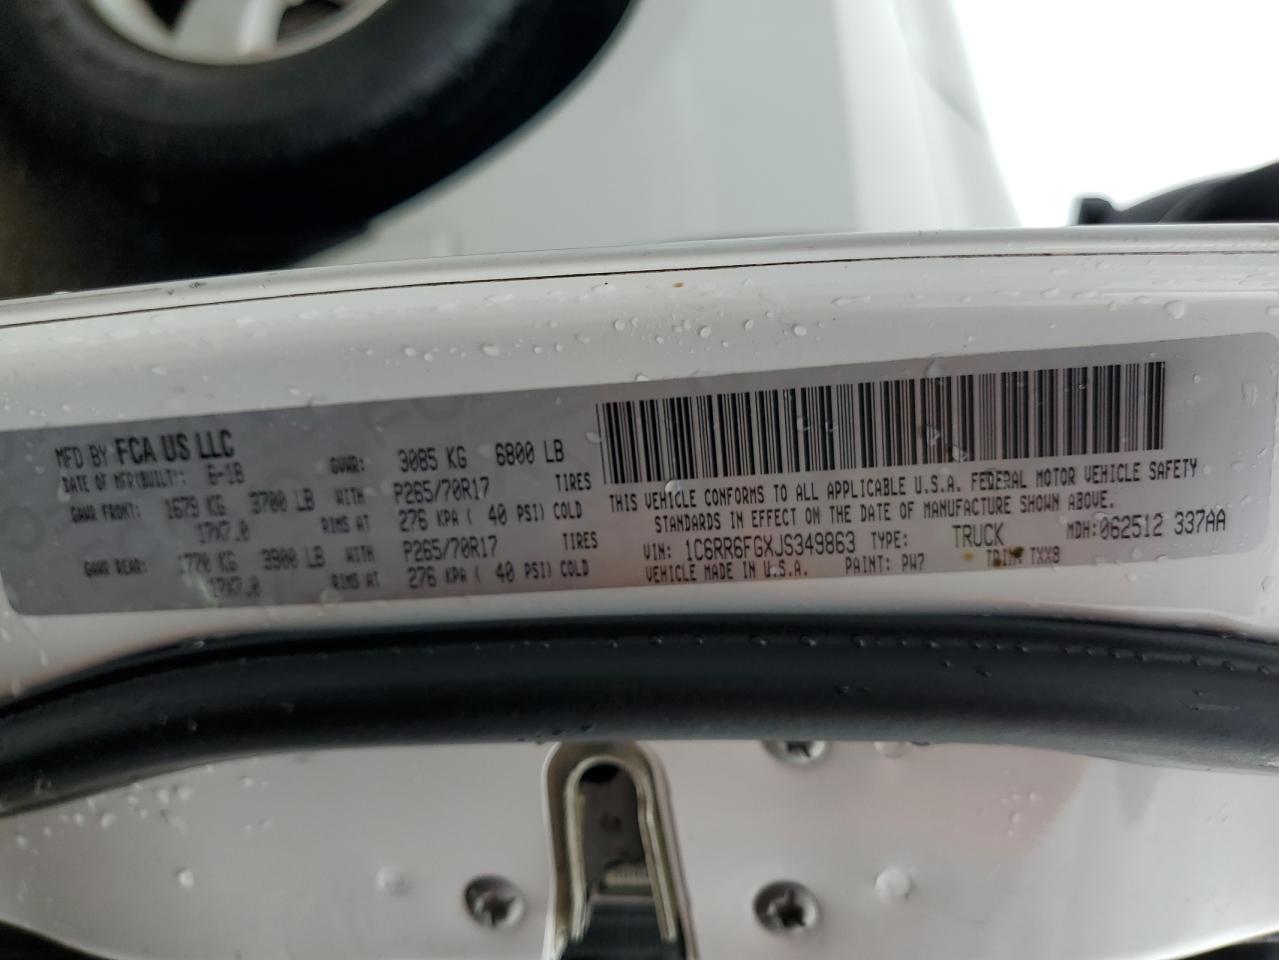 MFD BY FCA US LLC
DATE OF MFR(BUILT): 6-18 GVWR: 3085 KG 6800 LB
GAWR FRONT: 1679 KG 3700 LB WITH P265/70R17 TIRES
17X7.0 RIMS AT 276 KPA ( 40 PSI) COLD
GAWR REAR: 1770 KG 3900 LB WITH P265/70R17 TIRES
17X7.0 RIMS AT 276 KPA ( 40 PSI) COLD
THIS VEHICLE CONFORMS TO ALL APPLICABLE U.S.A. FEDERAL MOTOR VEHICLE SAFETY
STANDARDS IN EFFECT ON THE DATE OF MANUFACTURE SHOWN ABOVE.
VIN: 1C6RR6FGXJS349863 TYPE: TRUCK MDH:062512 337AA
VEHICLE MADE IN U.S.A. PAINT: PW7 TRIM: TXX8